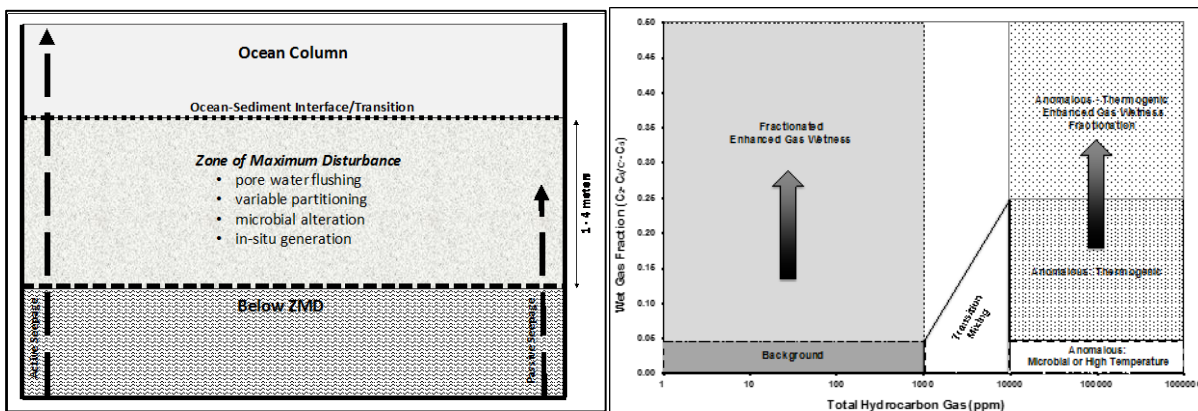 Ocean Column
Ocean-Sediment Interface/Transition
Zone of Maximum Disturbance
• pore water flushing
• variable partitioning
• microbial alteration
• in-situ generation
1 - 4 meters
Below ZMD
Active Seepage
Passive Seepage
Wet Gas Fraction
0.50
0.45
0.40
0.35
0.30
0.25
0.20
0.15
0.10
0.05
0.00
Fractionated
Enhanced Gas Wetness
Anomalous - Thermogenic
Enhanced Gas Wetness
Fractionation
Anomalous: Thermogenic
Transition
Mixing
Background
Anomalous:
Microbial or High Temperature
1
10
100
1000
10000
100000
100000
Total Hydrocarbon Gas (ppm)